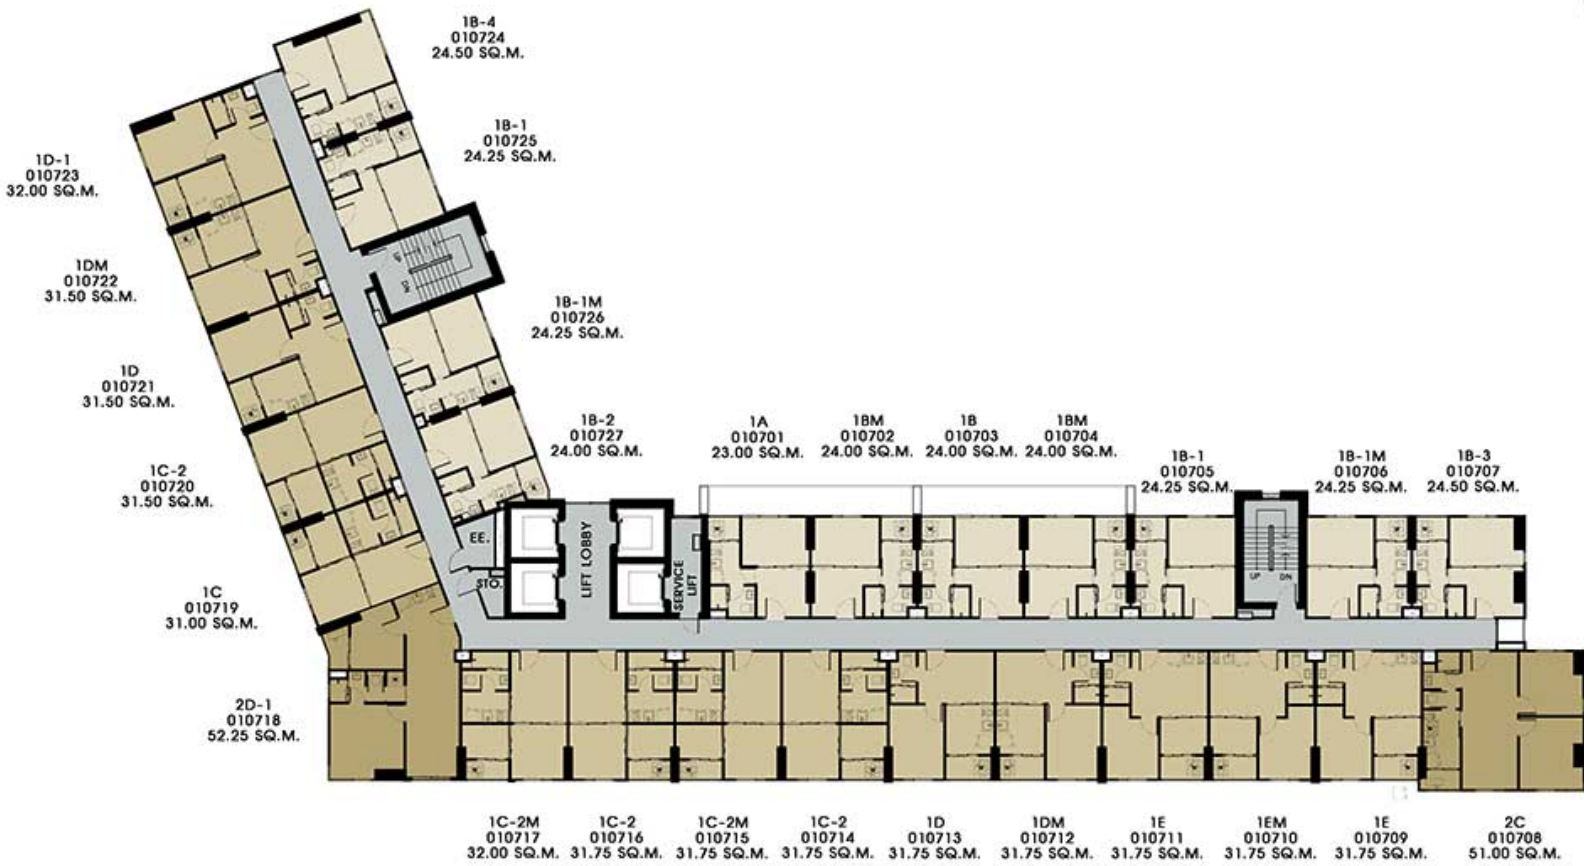 1B-4
010724
24.50 SQ.M.
1B-1
010725
24.25 SQ.M.
1D-1
010723
32.00 SQ.M.
UP
DN
1DM
010722
31.50 SQ.M.
1B-1M
010726
24.25 SQ.M.
1D
010721
31.50 SQ.M.
1B-2
010727
24.00 SQ.M.
1A
010701
23.00 SQ.M.
1BM
010702
24.00 SQ.M.
1B
010703
24.00 SQ.M.
1BM
010704
24.00 SQ.M.
1B-1
010705
24.25 SQ.M.
1B-1M
010706
24.25 SQ.M.
1B-3
010707
24.50 SQ.M.
1C-2
010720
31.50 SQ.M.
EE.
STO.
LIFT LOBBY
SERVICE
LIFT
UP
DN
1C
010719
31.00 SQ.M.
2D-1
010718
52.25 SQ.M.
1C-2M
010717
32.00 SQ.M.
1C-2
010716
31.75 SQ.M.
1C-2M
010715
31.75 SQ.M.
1C-2
010714
31.75 SQ.M.
1D
010713
31.75 SQ.M.
1DM
010712
31.75 SQ.M.
1E
010711
31.75 SQ.M.
1EM
010710
31.75 SQ.M.
1E
010709
31.75 SQ.M.
2C
010708
51.00 SQ.M.